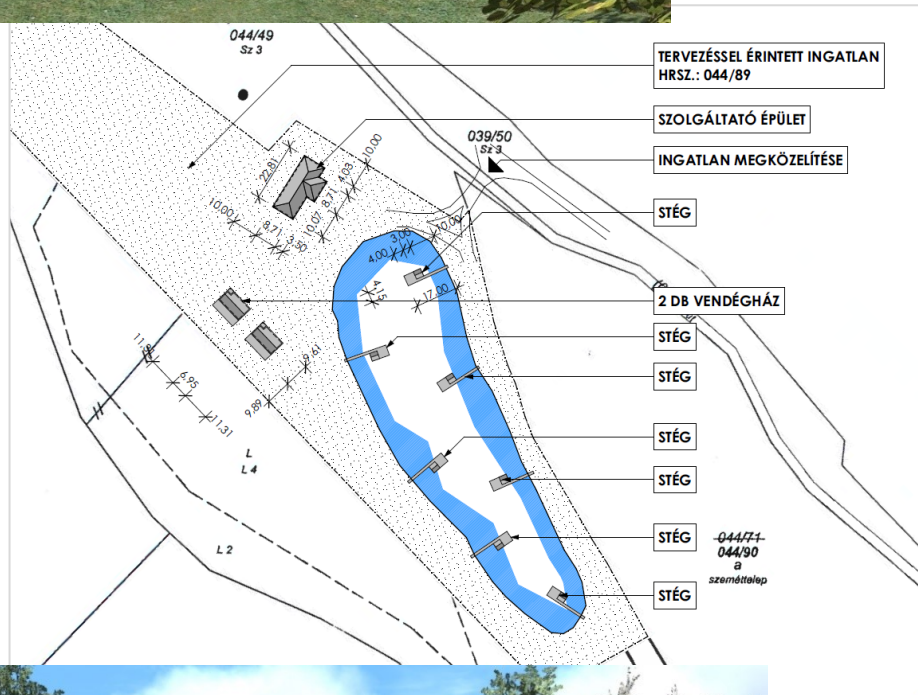 044/49
Sz 3
TERVEZÉSSEL ÉRINTETT INGATLAN
HRSZ.: 044/89
SZOLGÁLTATÓ ÉPÜLET
039/50
Sz 3
INGATLAN MEGKÖZELÍTÉSE
22,81
10,00
4,03
8,71
10,07
10,00
8,71
3,50
STÉG
10,00
3,00
4,00
4,15
17,00
2 DB VENDÉGHÁZ
STÉG
STÉG
6,95
11,31
9,61
9,89
STÉG
L
L 4
STÉG
STÉG
044/71
044/90
a
szeméttelep
L 2
STÉG